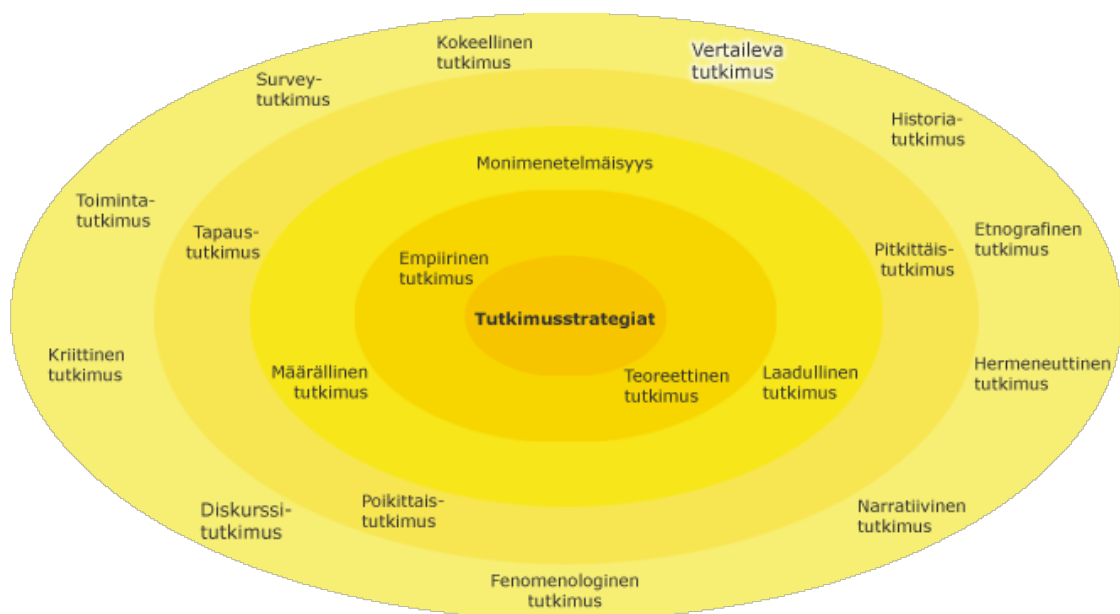 Kokeellinen
tutkimus
Vertaileva
tutkimus
Survey-
tutkimus
Historia-
tutkimus
Monimenetelmäisyys
Toiminta-
tutkimus
Tapaus-
tutkimus
Etnografinen
tutkimus
Pitkittäis-
tutkimus
Empiirinen
tutkimus
Tutkimusstrategiat
Kriittinen
tutkimus
Määrällinen
tutkimus
Teoreettinen
tutkimus
Laadullinen
tutkimus
Hermeneuttinen
tutkimus
Diskurssi-
tutkimus
Poikittais-
tutkimus
Narratiivinen
tutkimus
Fenomenologinen
tutkimus